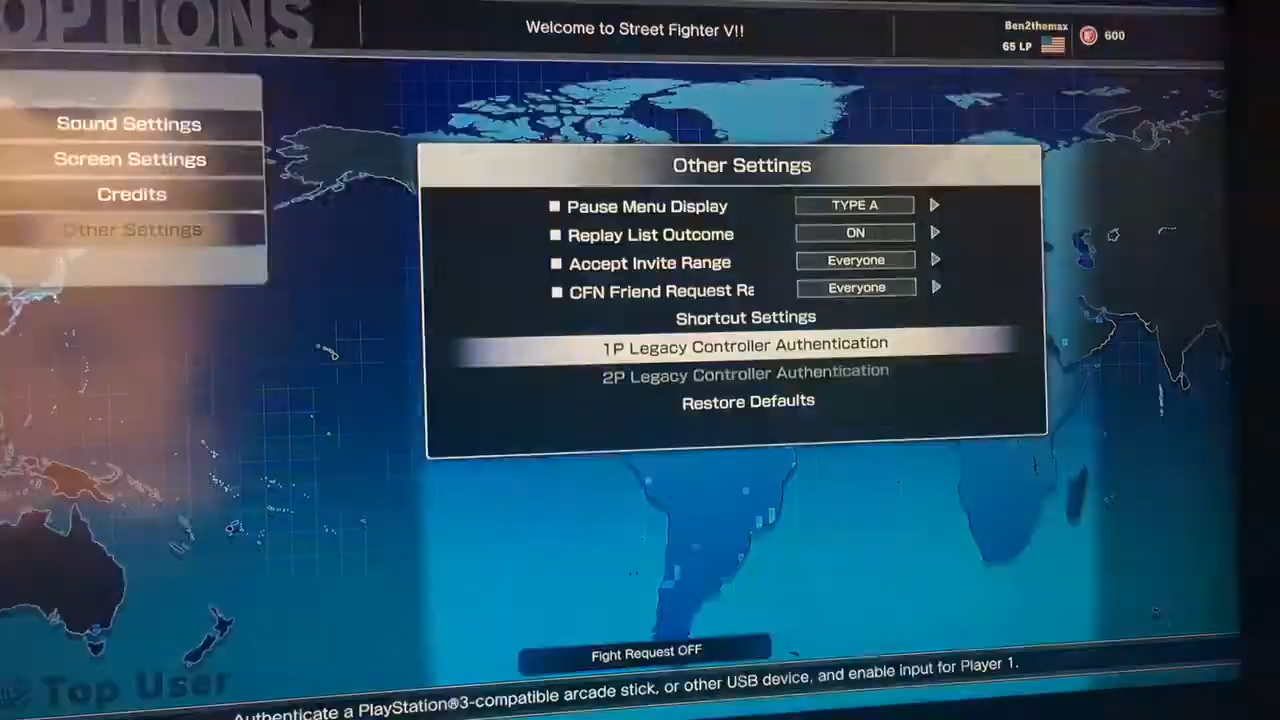 OPTIONS
Welcome to Street Fighter V!!
Ben2themax
65 LP
600
Sound Settings
Screen Settings
Credits
Other Settings
Other Settings
Pause Menu Display TYPE A
Replay List Outcome ON
Accept Invite Range Everyone
CFN Friend Request Ra Everyone
Shortcut Settings
1P Legacy Controller Authentication
2P Legacy Controller Authentication
Restore Defaults
Fight Request OFF
Top User
Authenticate a PlayStation®3-compatible arcade stick, or other USB device, and enable input for Player 1.